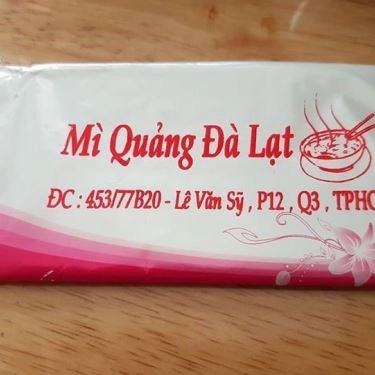 Mì Quảng Đà Lạt
ĐC : 453/77B20 - Lê Văn Sỹ , P12 , Q3 , TPHC